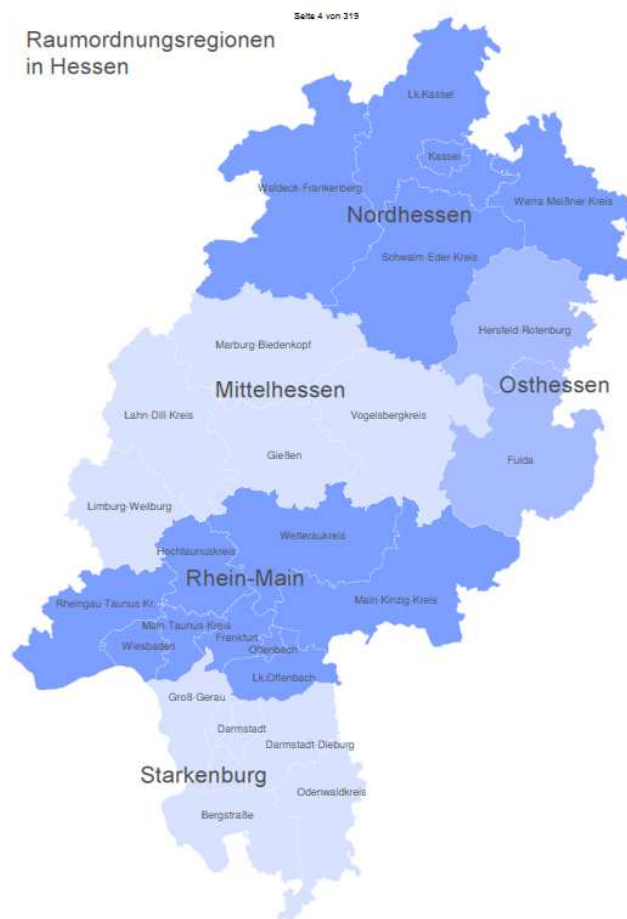 Seite 4 von 319
Raumordnungsregionen
in Hessen
Lk.Kassel
Kassel
Waldeck-Frankenberg
Werra Meißner Kreis
Nordhessen
Schwalm-Eder-Kreis
Hersfeld-Rotenburg
Marburg-Biedenkopf
Osthessen
Mittelhessen
Lahn-Dill-Kreis
Vogelsbergkreis
Gießen
Fulda
Limburg-Weilburg
Wetteraukreis
Hochtaunuskreis
Rhein-Main
Rheingau-Taunus-Kr.
Main-Kinzig-Kreis
Main-Taunus-Kreis
Frankfurt
Wiesbaden
Offenbach
Lk.Offenbach
Groß-Gerau
Darmstadt
Darmstadt-Dieburg
Starkenburg
Odenwaldkreis
Bergstraße